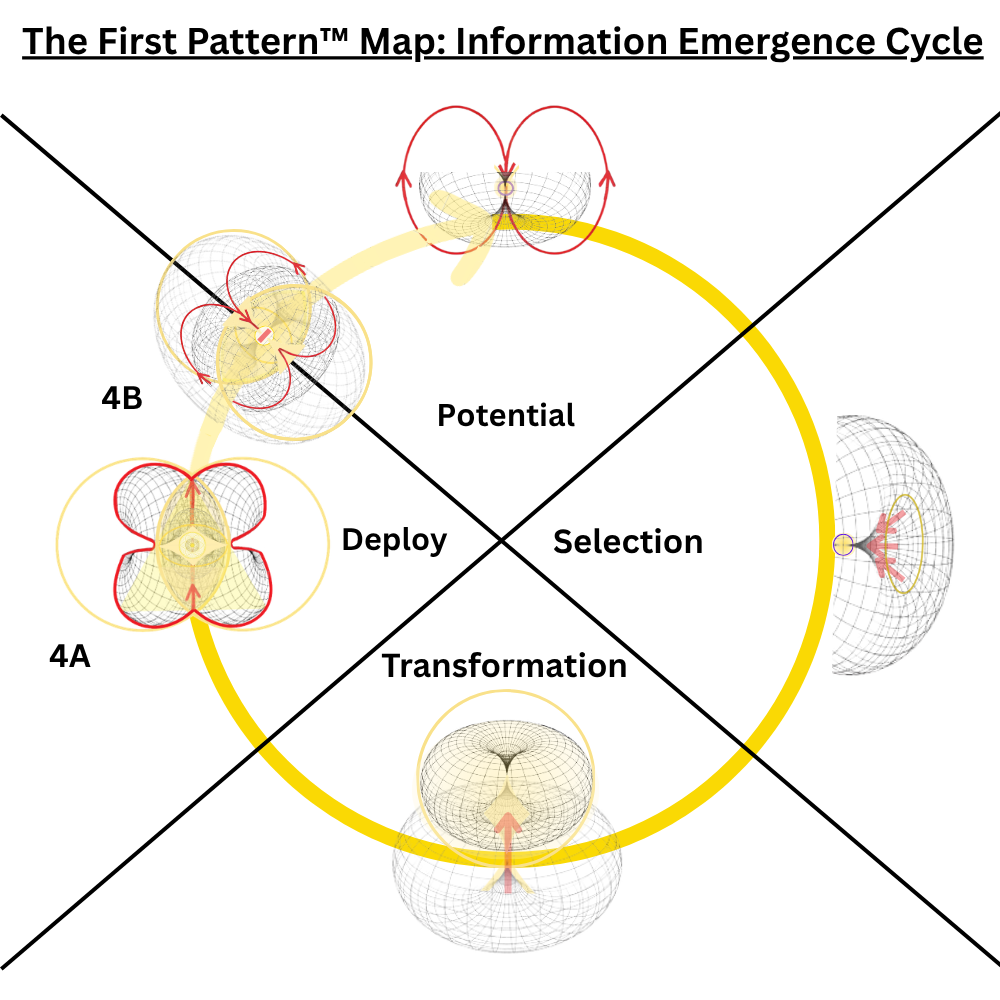 The First Pattern™ Map: Information Emergence Cycle
4B
Potential
Deploy
Selection
4A
Transformation